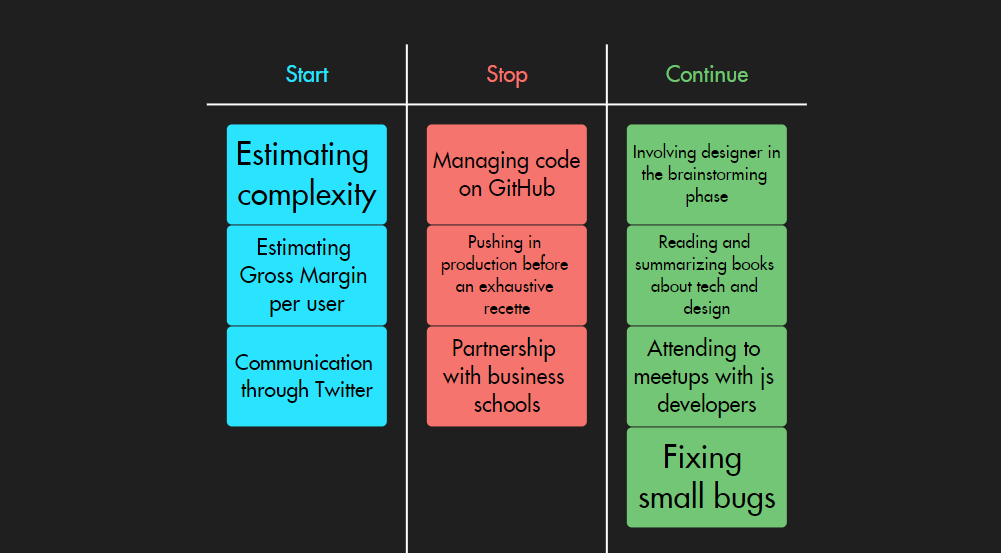 Start
Stop
Continue
Estimating
complexity
Estimating
Gross Margin
per user
Communication
through Twitter
Managing code
on GitHub
Pushing in
production before
an exhaustive
recette
Partnership
with business
schools
Involving designer in
the brainstorming
phase
Reading and
summarizing books
about tech and
design
Attending to
meetups with js
developers
Fixing
small bugs